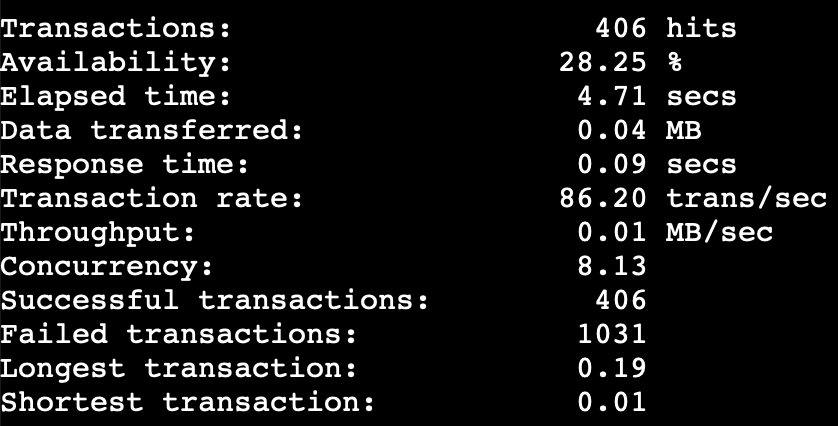 Transactions: 406 hits
Availability: 28.25 %
Elapsed time: 4.71 secs
Data transferred: 0.04 MB
Response time: 0.09 secs
Transaction rate: 86.20 trans/sec
Throughput: 0.01 MB/sec
Concurrency: 8.13
Successful transactions: 406
Failed transactions: 1031
Longest transaction: 0.19
Shortest transaction: 0.01